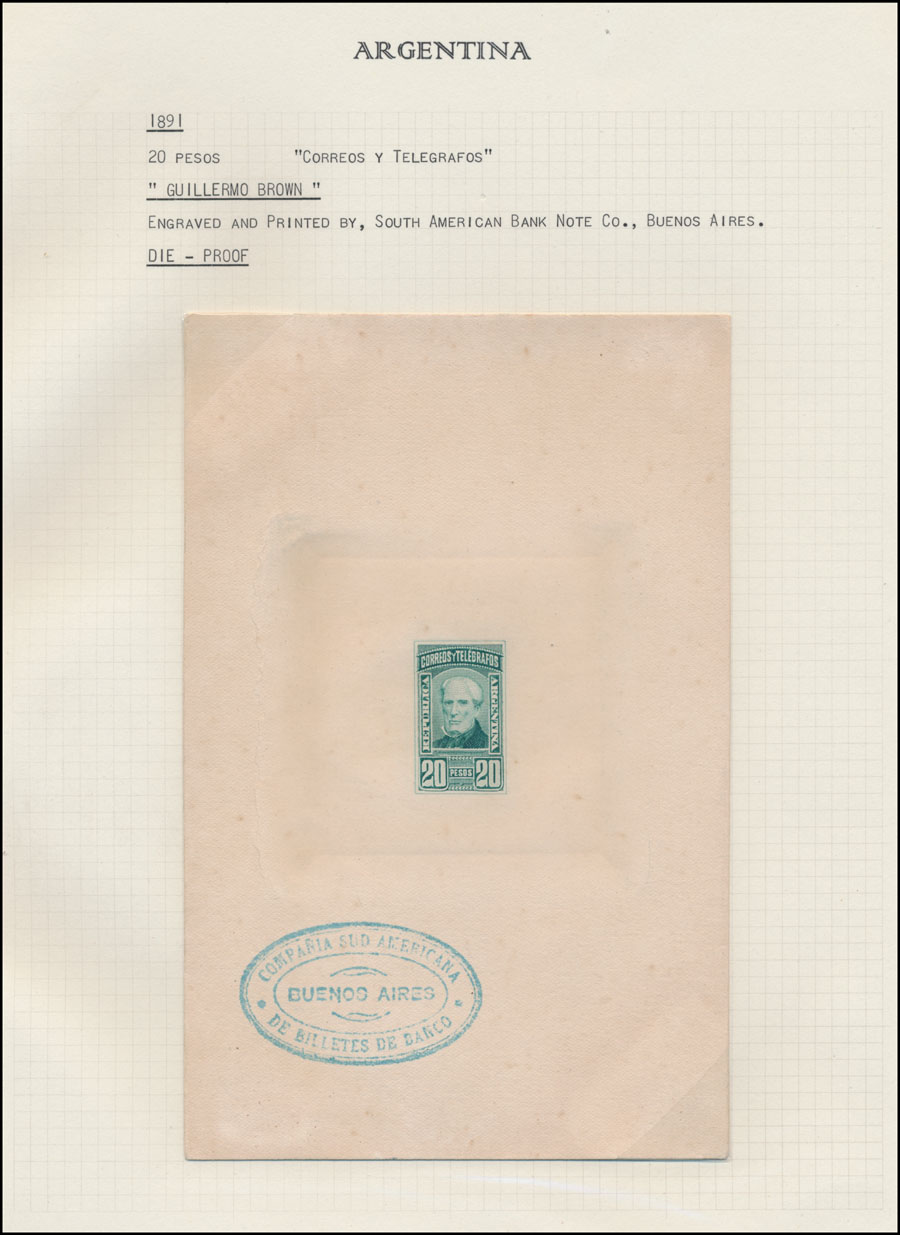 ARGENTINA
1891
20 PESOS "CORREOS Y TELEGRAFOS"
" GUILLERMO BROWN "
ENGRAVED AND PRINTED BY, SOUTH AMERICAN BANK NOTE CO., BUENOS AIRES.
DIE - PROOF
CORREOS Y TELÉGRAFOS
REPUBLICA
ARGENTINA
20 PESOS 20
COMPAÑIA SUD AMERICANA
BUENOS AIRES
DE BILLETES DE BANCO